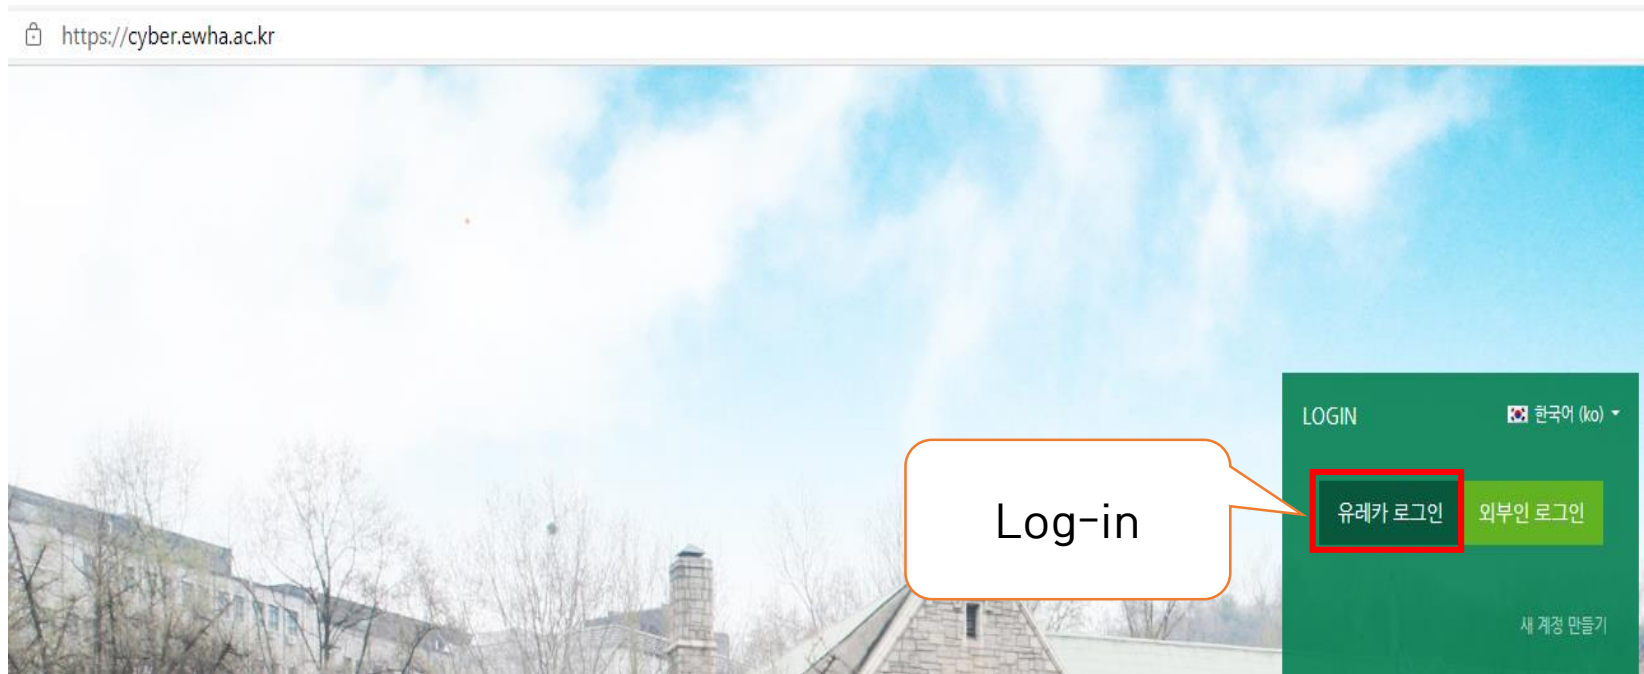 https://cyber.ewha.ac.kr
LOGIN
한국어 (ko)
Log-in
유레카 로그인
외부인 로그인
새 계정 만들기